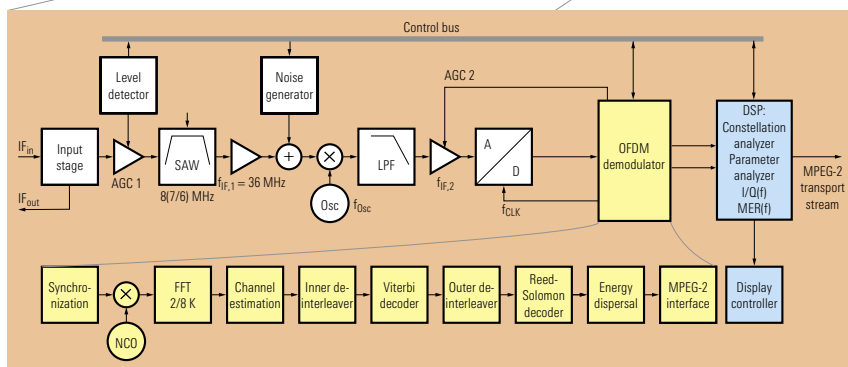 Control bus
Level
detector
Noise
generator
AGC 2
IFin
Input
stage
IFout
AGC 1
SAW
8(7/6) MHz
fIF,1 = 36 MHz
+
×
Osc
fOsc
LPF
fIF,2
A
D
fCLK
OFDM
demodulator
DSP:
Constellation
analyzer
Parameter
analyzer
I/Q(f)
MER(f)
MPEG-2
transport
stream
Synchro-
nization
×
NCO
FFT
2/8 K
Channel
estimation
Inner de-
interleaver
Viterbi
decoder
Outer de-
interleaver
Reed-
Solomon
decoder
Energy
dispersal
MPEG-2
interface
Display
controller